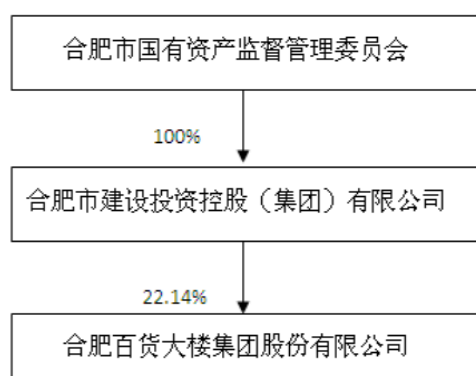 合肥市国有资产监督管理委员会
100%
合肥市建设投资控股（集团）有限公司
22.14%
合肥百货大楼集团股份有限公司